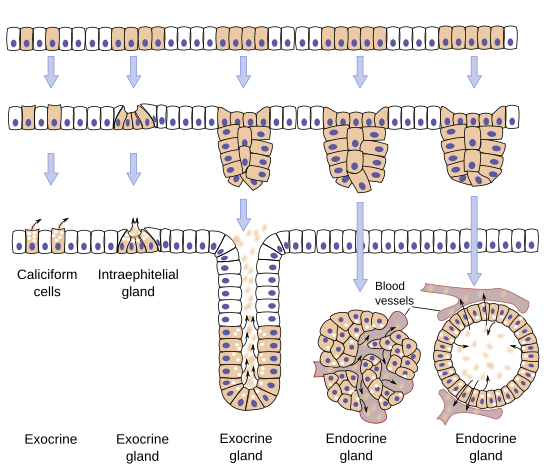 Caliciform
cells
Intraephitelial
gland
Blood
vessels
Exocrine
Exocrine
gland
Exocrine
gland
Endocrine
gland
Endocrine
gland